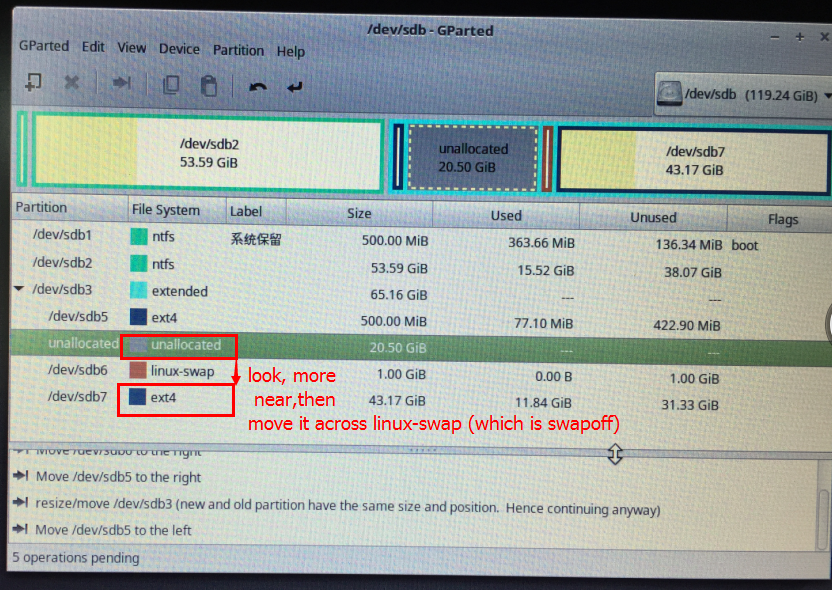 /dev/sdb - GParted
GParted Edit View Device Partition Help
/dev/sdb (119.24 GiB)
/dev/sdb2
53.59 GiB
unallocated
20.50 GiB
/dev/sdb7
43.17 GiB
Partition File System Label Size Used Unused Flags
/dev/sdb1 ntfs 系统保留 500.00 MiB 363.66 MiB 136.34 MiB boot
/dev/sdb2 ntfs 53.59 GiB 15.52 GiB 38.07 GiB
/dev/sdb3 extended 65.16 GiB --- ---
/dev/sdb5 ext4 500.00 MiB 77.10 MiB 422.90 MiB
unallocated unallocated 20.50 GiB --- ---
/dev/sdb6 linux-swap 1.00 GiB 0.00 B 1.00 GiB
/dev/sdb7 ext4 43.17 GiB 11.84 GiB 31.33 GiB
look, more
near,then
move it across linux-swap (which is swapoff)
Move /dev/sdb6 to the right
Move /dev/sdb5 to the right
resize/move /dev/sdb3 (new and old partition have the same size and position. Hence continuing anyway)
Move /dev/sdb5 to the left
5 operations pending